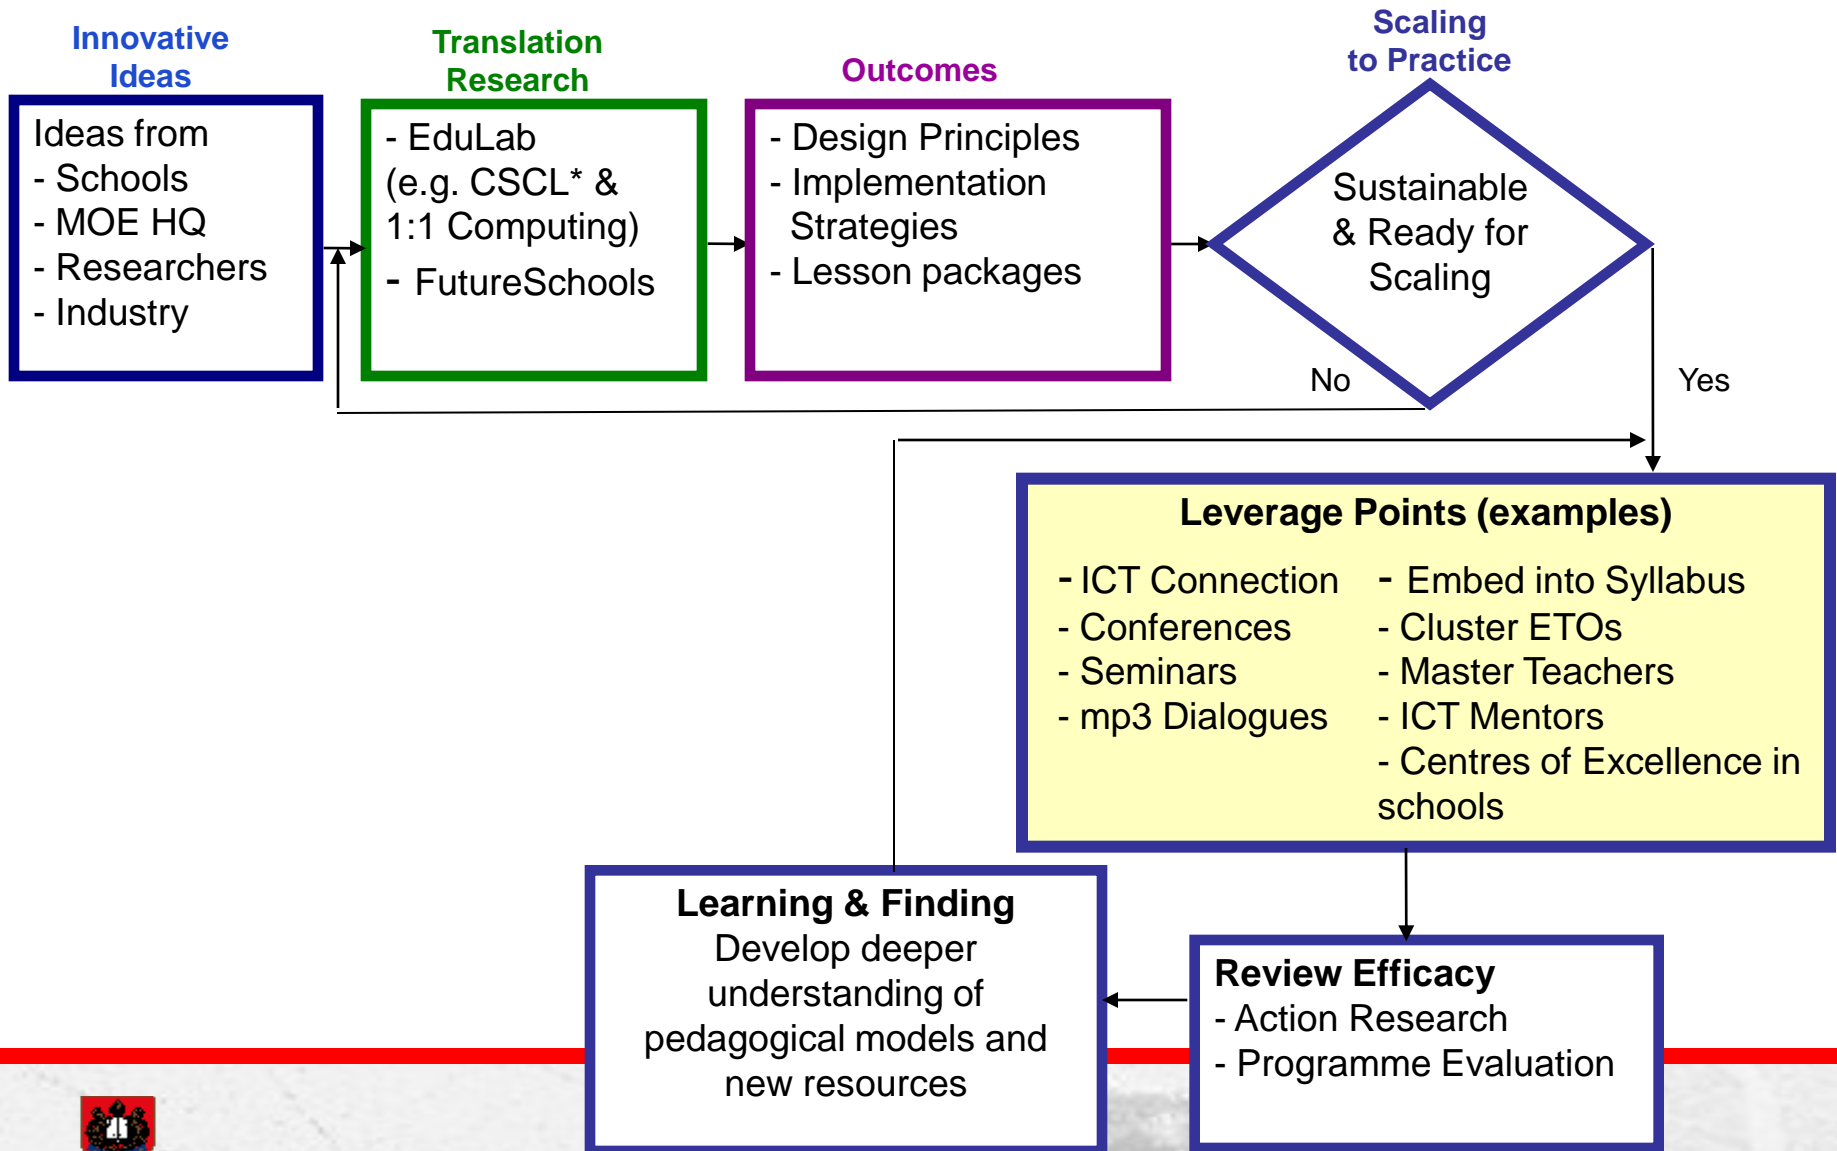 Innovative
Ideas
Ideas from
- Schools
- MOE HQ
- Researchers
- Industry
Translation
Research
- EduLab
(e.g. CSCL* &
1:1 Computing)
- FutureSchools
Outcomes
- Design Principles
- Implementation
Strategies
- Lesson packages
Scaling
to Practice
Sustainable
& Ready for
Scaling
No
Yes
Leverage Points (examples)
- ICT Connection
- Conferences
- Seminars
- mp3 Dialogues
- Embed into Syllabus
- Cluster ETOs
- Master Teachers
- ICT Mentors
- Centres of Excellence in
schools
Review Efficacy
- Action Research
- Programme Evaluation
Learning & Finding
Develop deeper
understanding of
pedagogical models and
new resources